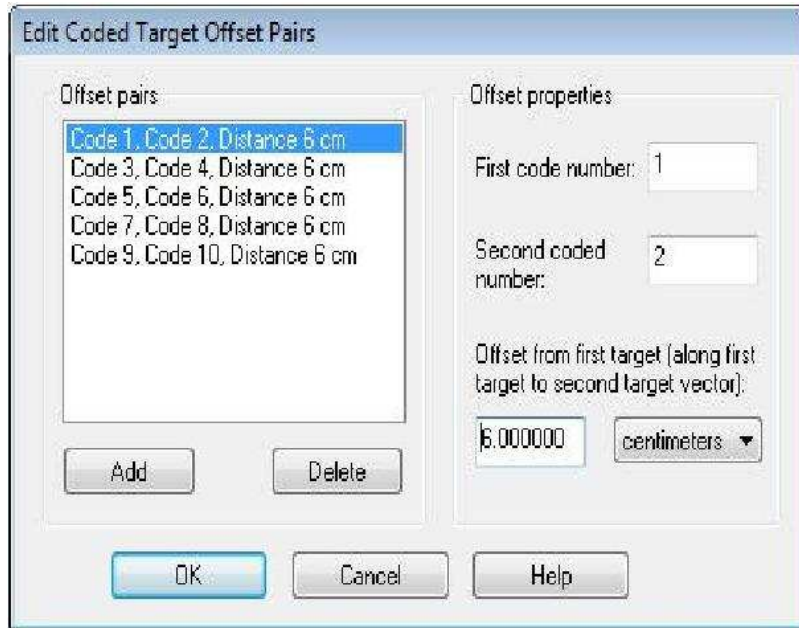 Edit Coded Target Offset Pairs
Offset pairs
Code 1, Code 2, Distance 6 cm
Code 3, Code 4, Distance 6 cm
Code 5, Code 6, Distance 6 cm
Code 7, Code 8, Distance 6 cm
Code 9, Code 10, Distance 6 cm
Add
Delete
Offset properties
First code number:
1
Second coded
number:
2
Offset from first target (along first
target to second target vector):
6.000000
centimeters
OK
Cancel
Help